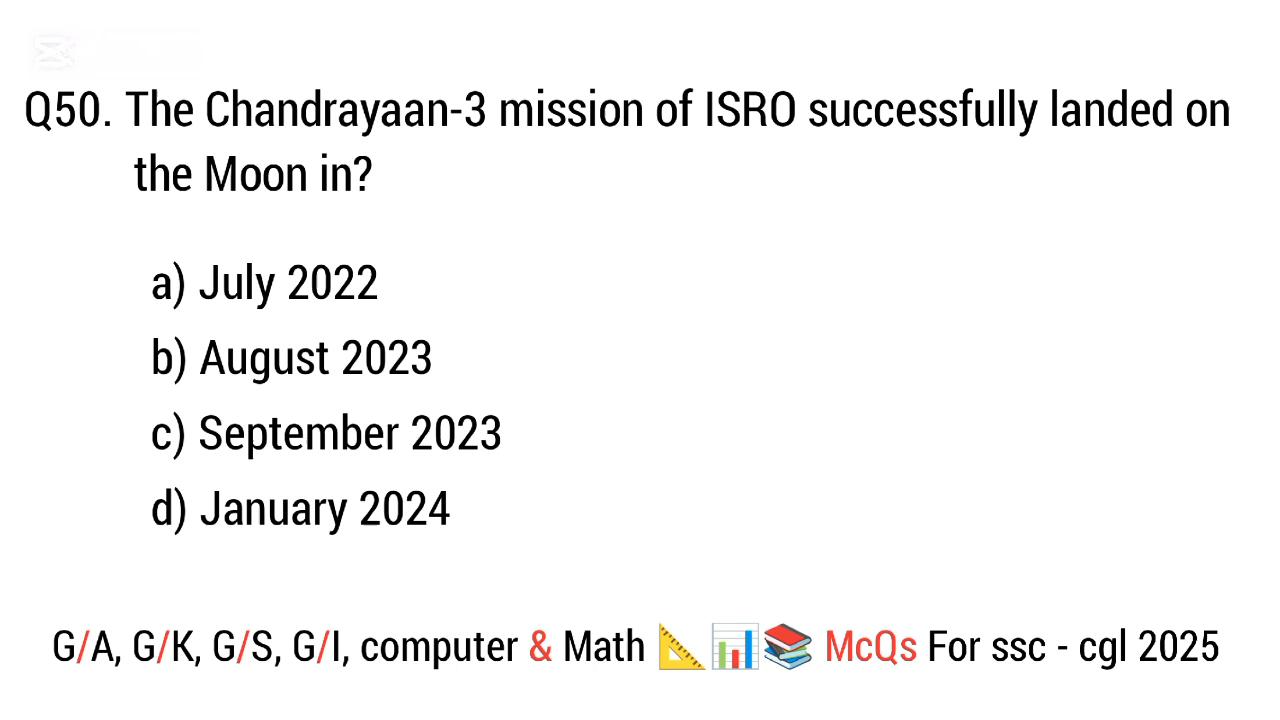 Q50. The Chandrayaan-3 mission of ISRO successfully landed on
the Moon in?
a) July 2022
b) August 2023
c) September 2023
d) January 2024
G/A, G/K, G/S, G/I, computer & Math 📐📊📚 McQs For ssc - cgl 2025